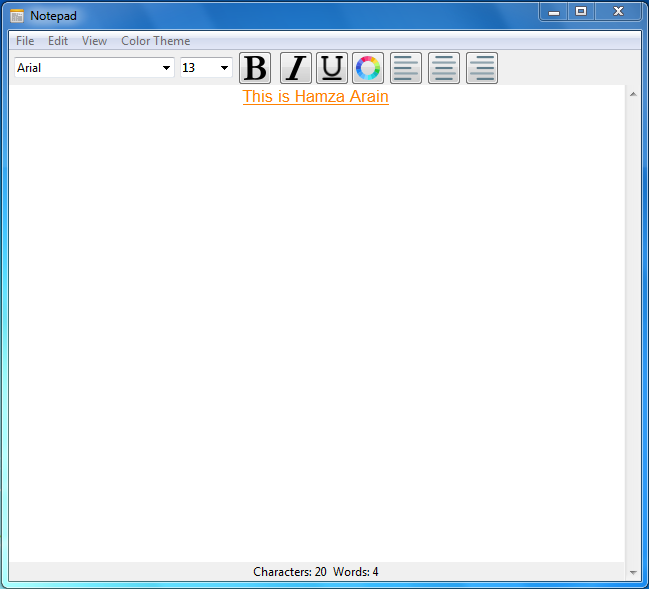 Notepad
File Edit View Color Theme
Arial 13 B I U
This is Hamza Arain
Characters: 20 Words: 4